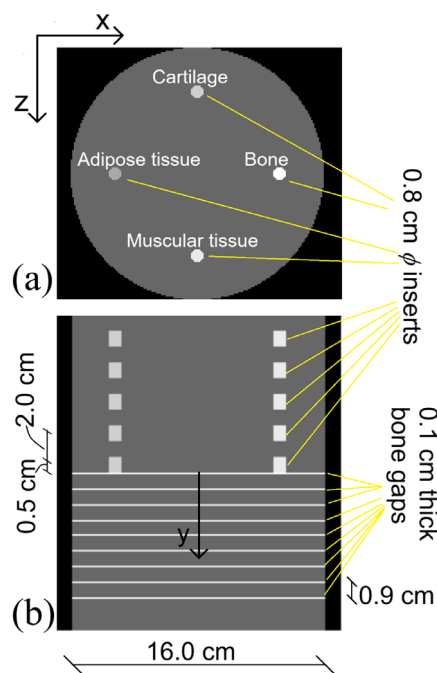 x
z
Cartilage
Adipose tissue
Bone
Muscular tissue
(a)
0.8 cm ϕ inserts
2.0 cm
0.5 cm
0.1 cm thick
bone gaps
y
(b)
0.9 cm
16.0 cm